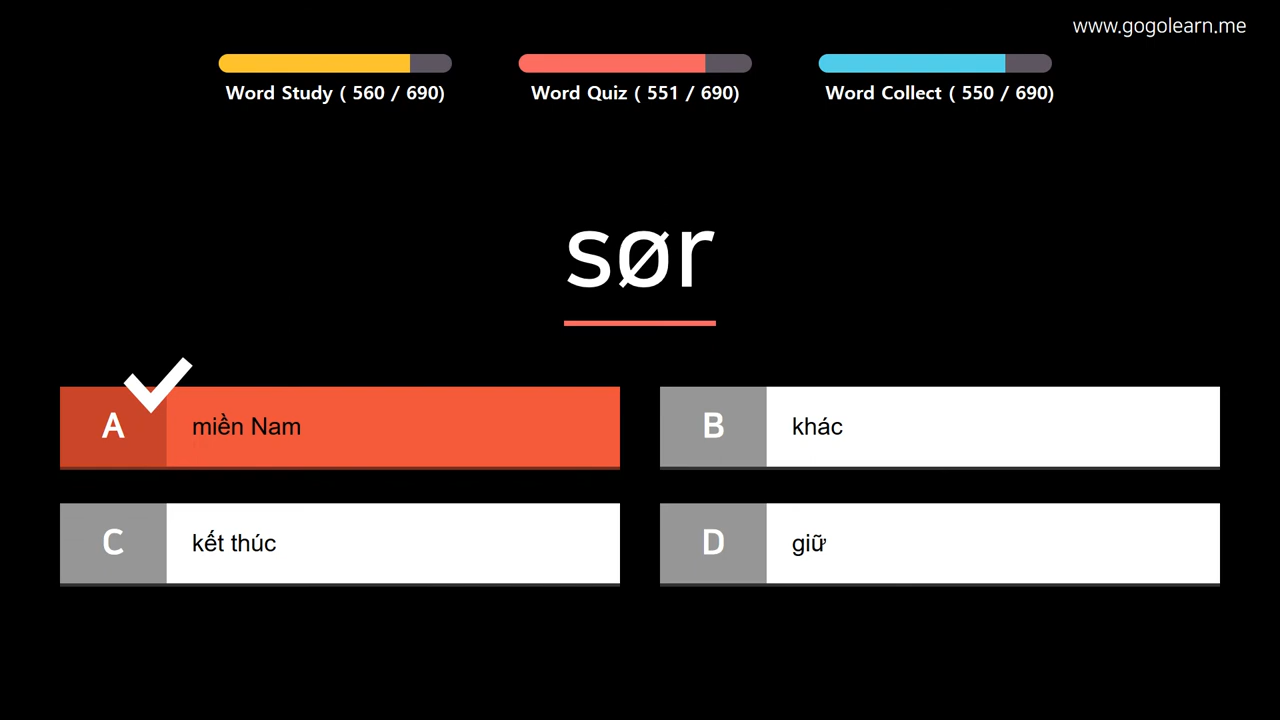 www.gogolearn.me
Word Study ( 560 / 690)
Word Quiz ( 551 / 690)
Word Collect ( 550 / 690)
sør
A miền Nam
B khác
C kết thúc
D giữ